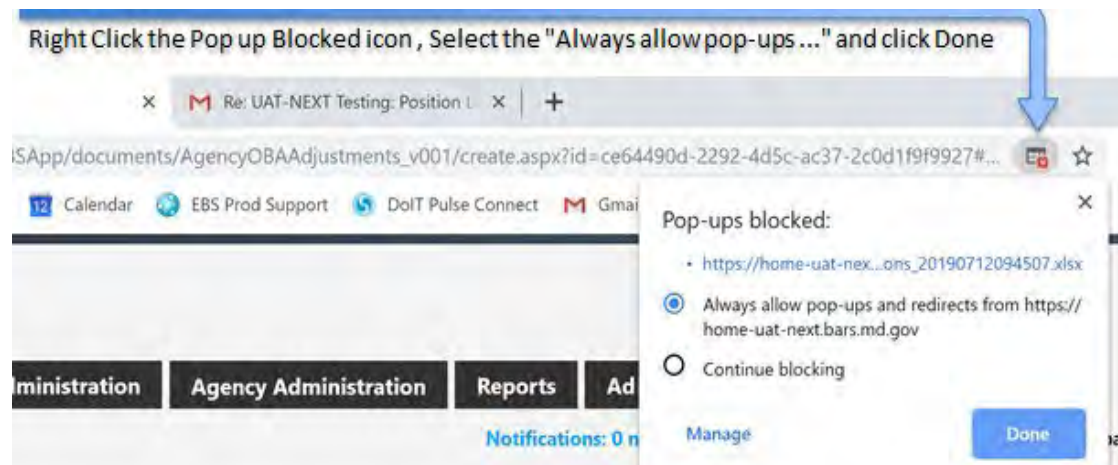 Right Click the Pop up Blocked icon , Select the "Always allow pop-ups ..." and click Done
Re: UAT-NEXT Testing: Position
SApp/documents/AgencyOBAAdjustments_v001/create.aspx?id=ce64490d-2292-4d5c-ac37-2c0d1f9f9927#...
12 Calendar EBS Prod Support DoIT Pulse Connect Gmai
Pop-ups blocked:
https://home-uat-nex...ons_20190712094507.xlsx
Always allow pop-ups and redirects from https://
home-uat-next.bars.md.gov
Continue blocking
ministration Agency Administration Reports Ad
Notifications: 0 n
Manage Done